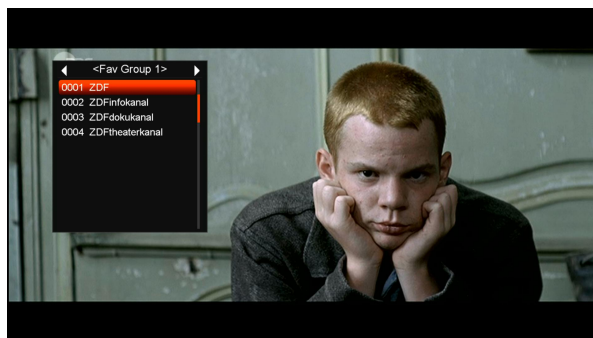 <Fav Group 1>
0001 ZDF
0002 ZDFinfokanal
0003 ZDFdokukanal
0004 ZDFtheaterkanal